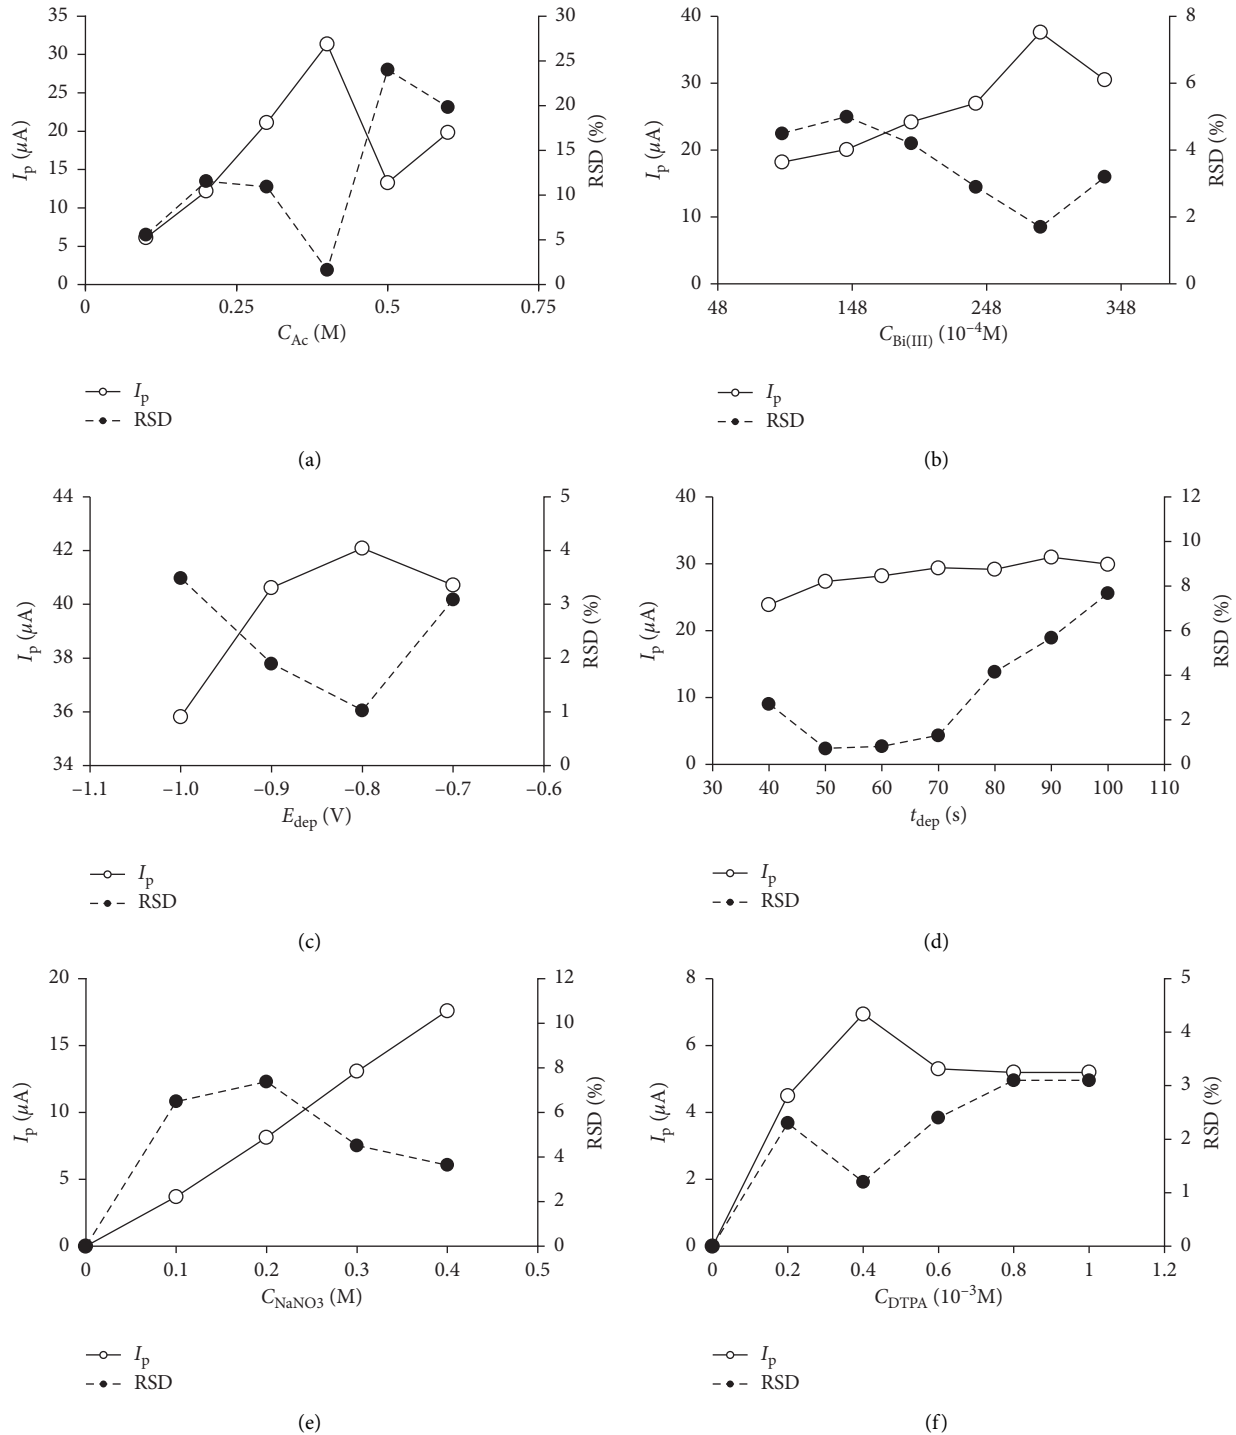 35
30
25
20
15
10
5
0
I_p (μA)
30
25
20
15
10
5
0
RSD (%)
0 0.25 0.5 0.75
C_Ac (M)
I_p
RSD
(a)
40
30
20
10
0
I_p (μA)
8
6
4
2
0
RSD (%)
48 148 248 348
C_Bi(III) (10⁻⁴M)
I_p
RSD
(b)
44
42
40
38
36
34
I_p (μA)
5
4
3
2
1
0
RSD (%)
–1.1 –1.0 –0.9 –0.8 –0.7 –0.6
E_dep (V)
I_p
RSD
(c)
40
30
20
10
0
I_p (μA)
12
10
8
6
4
2
0
RSD (%)
30 40 50 60 70 80 90 100 110
t_dep (s)
I_p
RSD
(d)
20
15
10
5
0
I_p (μA)
12
10
8
6
4
2
0
RSD (%)
0 0.1 0.2 0.3 0.4 0.5
C_NaNO3 (M)
I_p
RSD
(e)
8
6
4
2
0
I_p (μA)
5
4
3
2
1
0
RSD (%)
0 0.2 0.4 0.6 0.8 1 1.2
C_DTPA (10⁻³M)
I_p
RSD
(f)